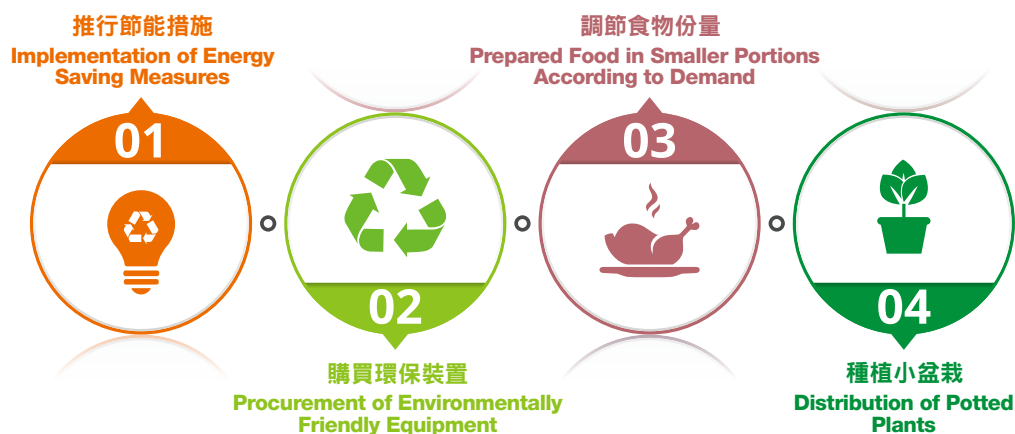 推行節能措施
Implementation of Energy
Saving Measures
01
02
購買環保裝置
Procurement of Environmentally
Friendly Equipment
調節食物份量
Prepared Food in Smaller Portions
According to Demand
03
04
種植小盆栽
Distribution of Potted
Plants